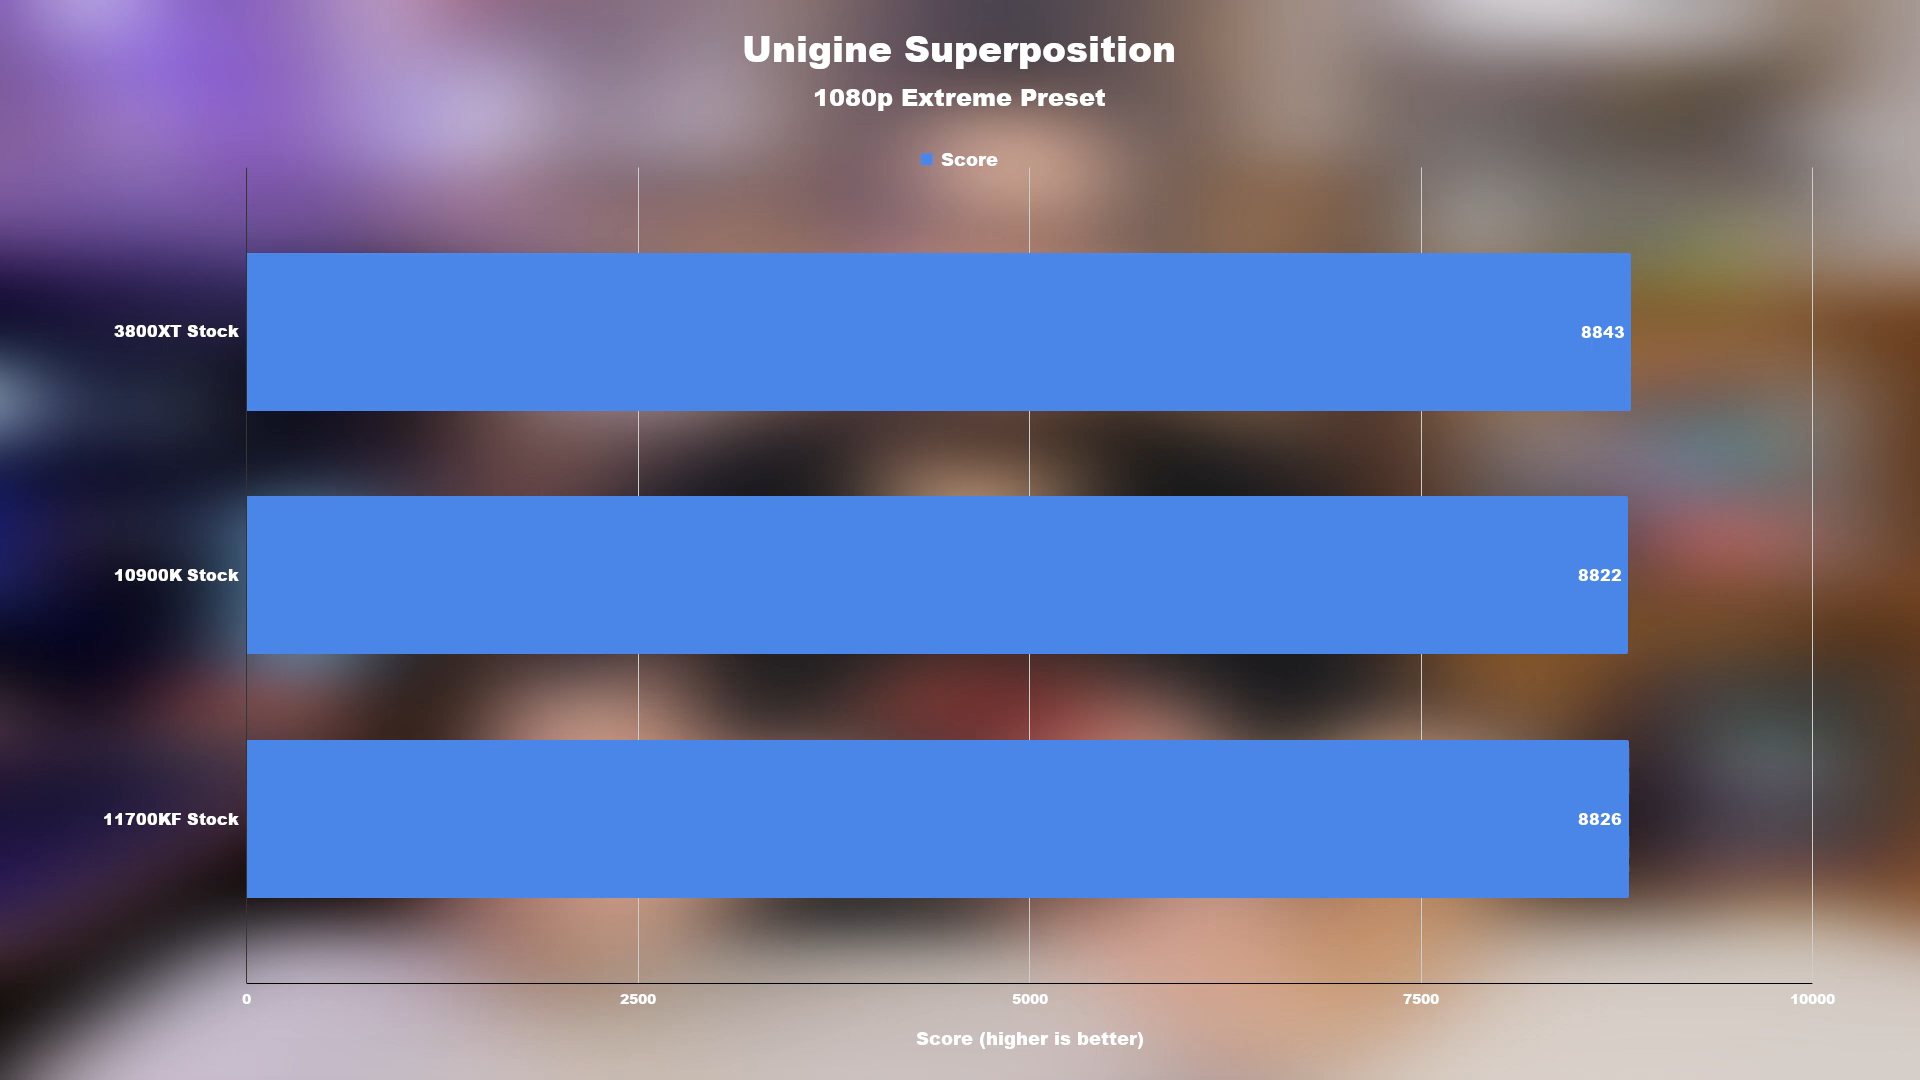 Unigine Superposition
1080p Extreme Preset
Score
3800XT Stock
8843
10900K Stock
8822
11700KF Stock
8826
0
2500
5000
7500
10000
Score (higher is better)